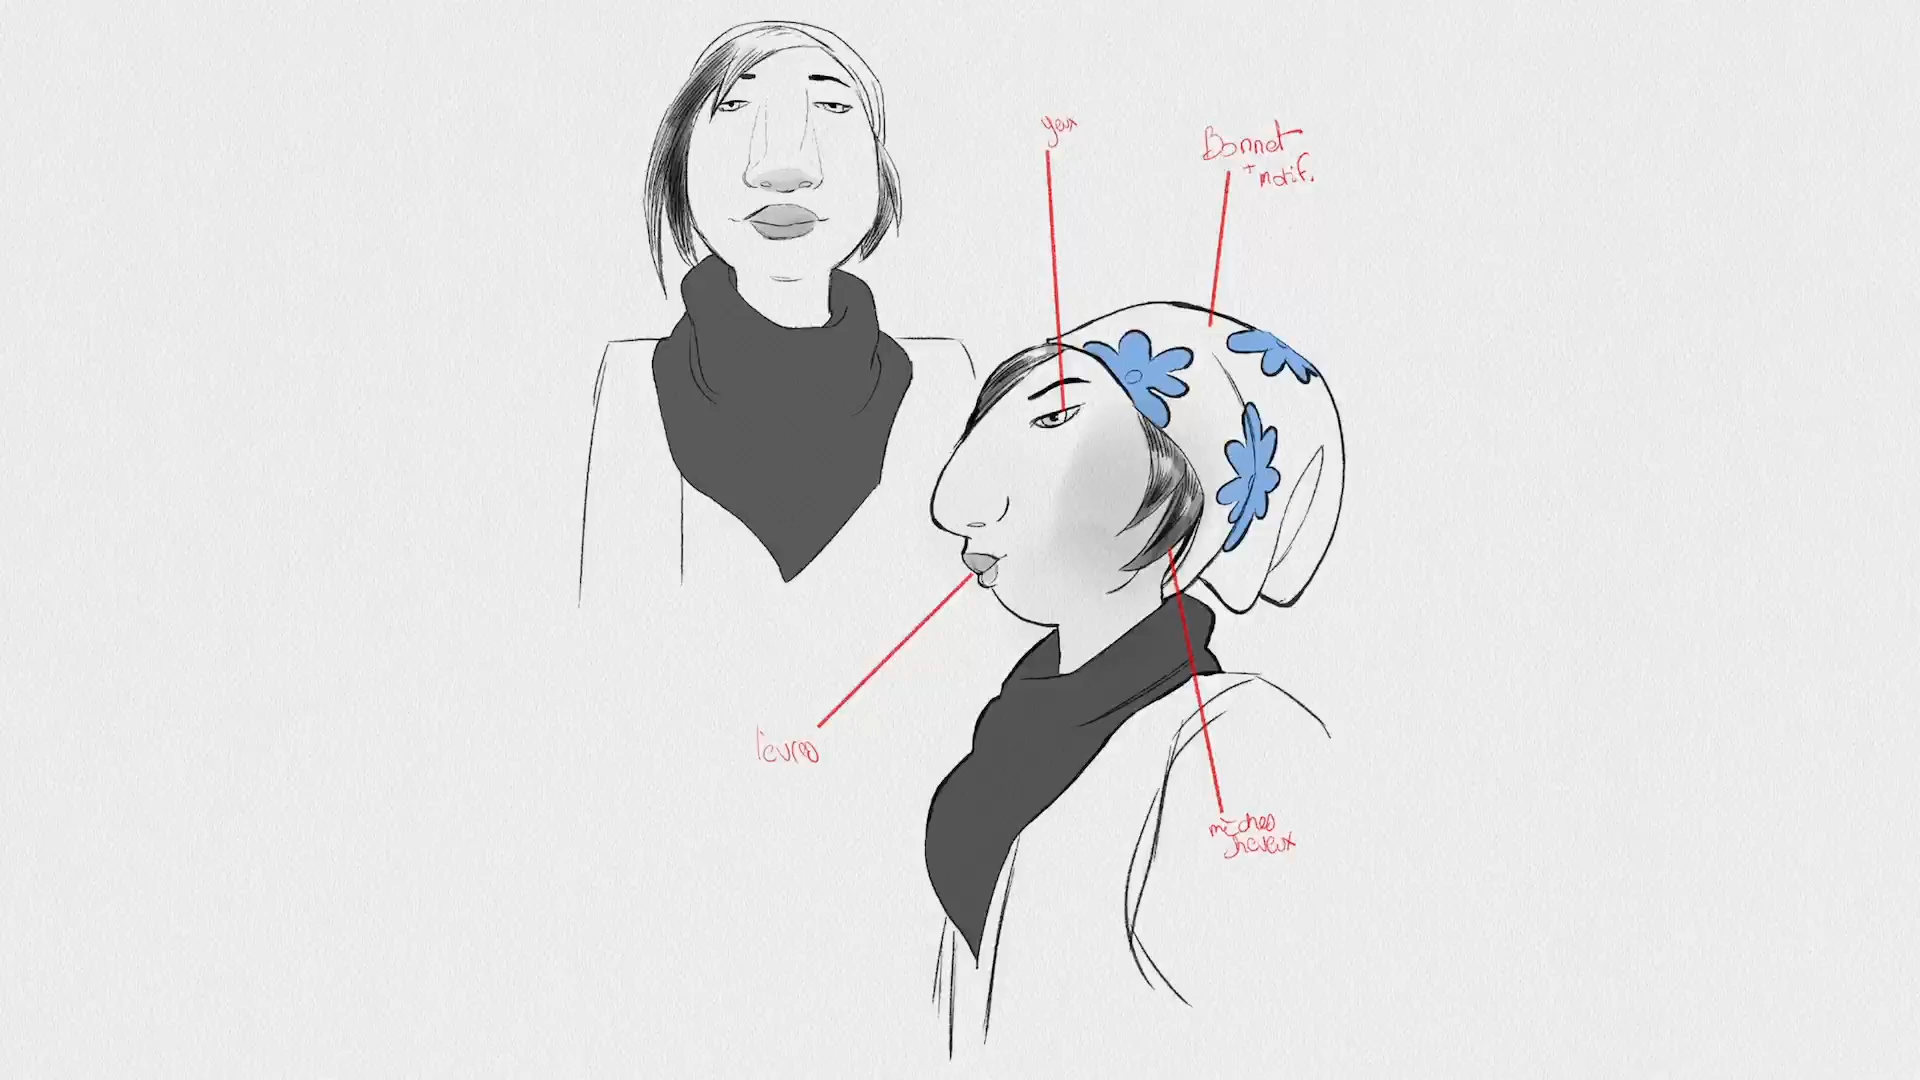 yeux
Bonnet
+ motif.
lèvres
mèches
cheveux